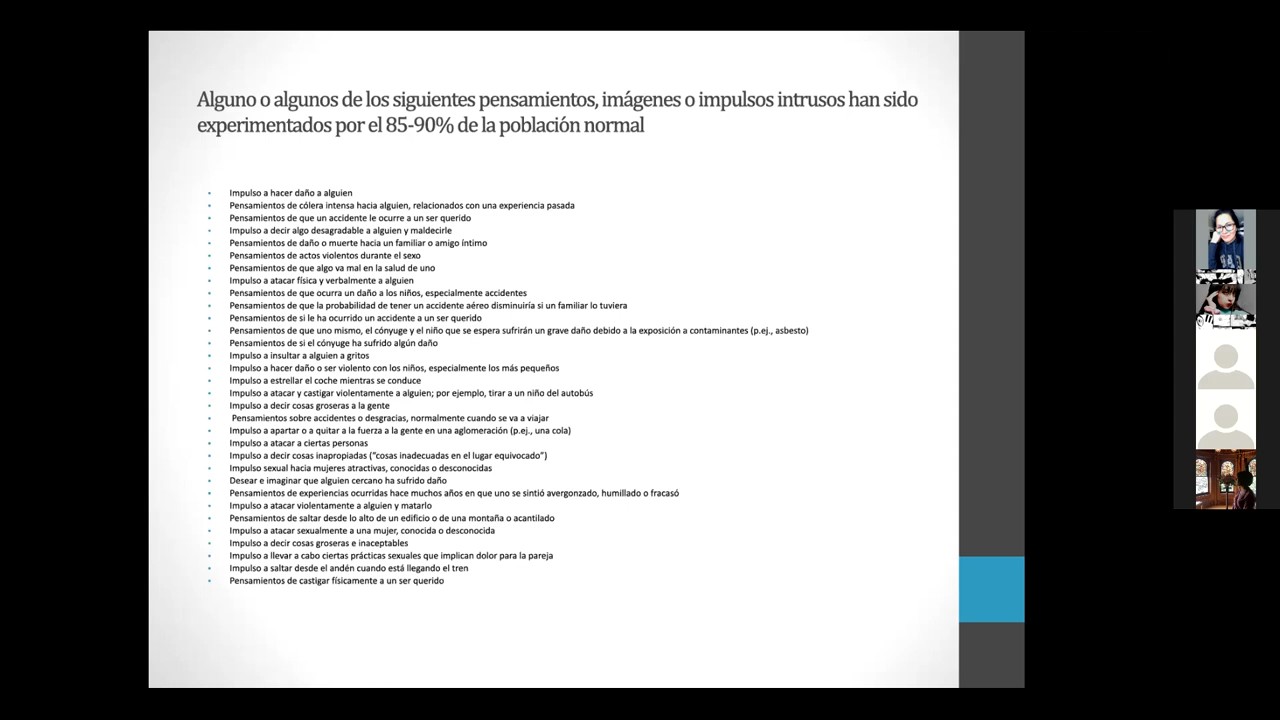 Alguno o algunos de los siguientes pensamientos, imágenes o impulsos intrusos han sido
experimentados por el 85-90% de la población normal
• Impulso a hacer daño a alguien
• Pensamientos de cólera intensa hacia alguien, relacionados con una experiencia pasada
• Pensamientos de que un accidente le ocurre a un ser querido
• Impulso a decir algo desagradable a alguien y maldecirle
• Pensamientos de daño o muerte hacia un familiar o amigo íntimo
• Pensamientos de actos violentos durante el sexo
• Pensamientos de que algo va mal en la salud de uno
• Impulso a atacar física y verbalmente a alguien
• Pensamientos de que ocurra un daño a los niños, especialmente accidentes
• Pensamientos de que la probabilidad de tener un accidente aéreo disminuiría si un familiar lo tuviera
• Pensamientos de si le ha ocurrido un accidente a un ser querido
• Pensamientos de que uno mismo, el cónyuge y el niño que se espera sufrirán un grave daño debido a la exposición a contaminantes (p.ej., asbesto)
• Pensamientos de si el cónyuge ha sufrido algún daño
• Impulso a insultar a alguien a gritos
• Impulso a hacer daño o ser violento con los niños, especialmente los más pequeños
• Impulso a estrellar el coche mientras se conduce
• Impulso a atacar y castigar violentamente a alguien; por ejemplo, tirar a un niño del autobús
• Impulso a decir cosas groseras a la gente
• Pensamientos sobre accidentes o desgracias, normalmente cuando se va a viajar
• Impulso a apartar o a quitar a la fuerza a la gente en una aglomeración (p.ej., una cola)
• Impulso a atacar a ciertas personas
• Impulso a decir cosas inapropiadas (“cosas inadecuadas en el lugar equivocado”)
• Impulso sexual hacia mujeres atractivas, conocidas o desconocidas
• Desear e imaginar que alguien cercano ha sufrido daño
• Pensamientos de experiencias ocurridas hace muchos años en que uno se sintió avergonzado, humillado o fracasó
• Impulso a atacar violentamente a alguien y matarlo
• Pensamientos de saltar desde lo alto de un edificio o de una montaña o acantilado
• Impulso a atacar sexualmente a una mujer, conocida o desconocida
• Impulso a decir cosas groseras e inaceptables
• Impulso a llevar a cabo ciertas prácticas sexuales que implican dolor para la pareja
• Impulso a saltar desde el andén cuando está llegando el tren
• Pensamientos de castigar físicamente a un ser querido